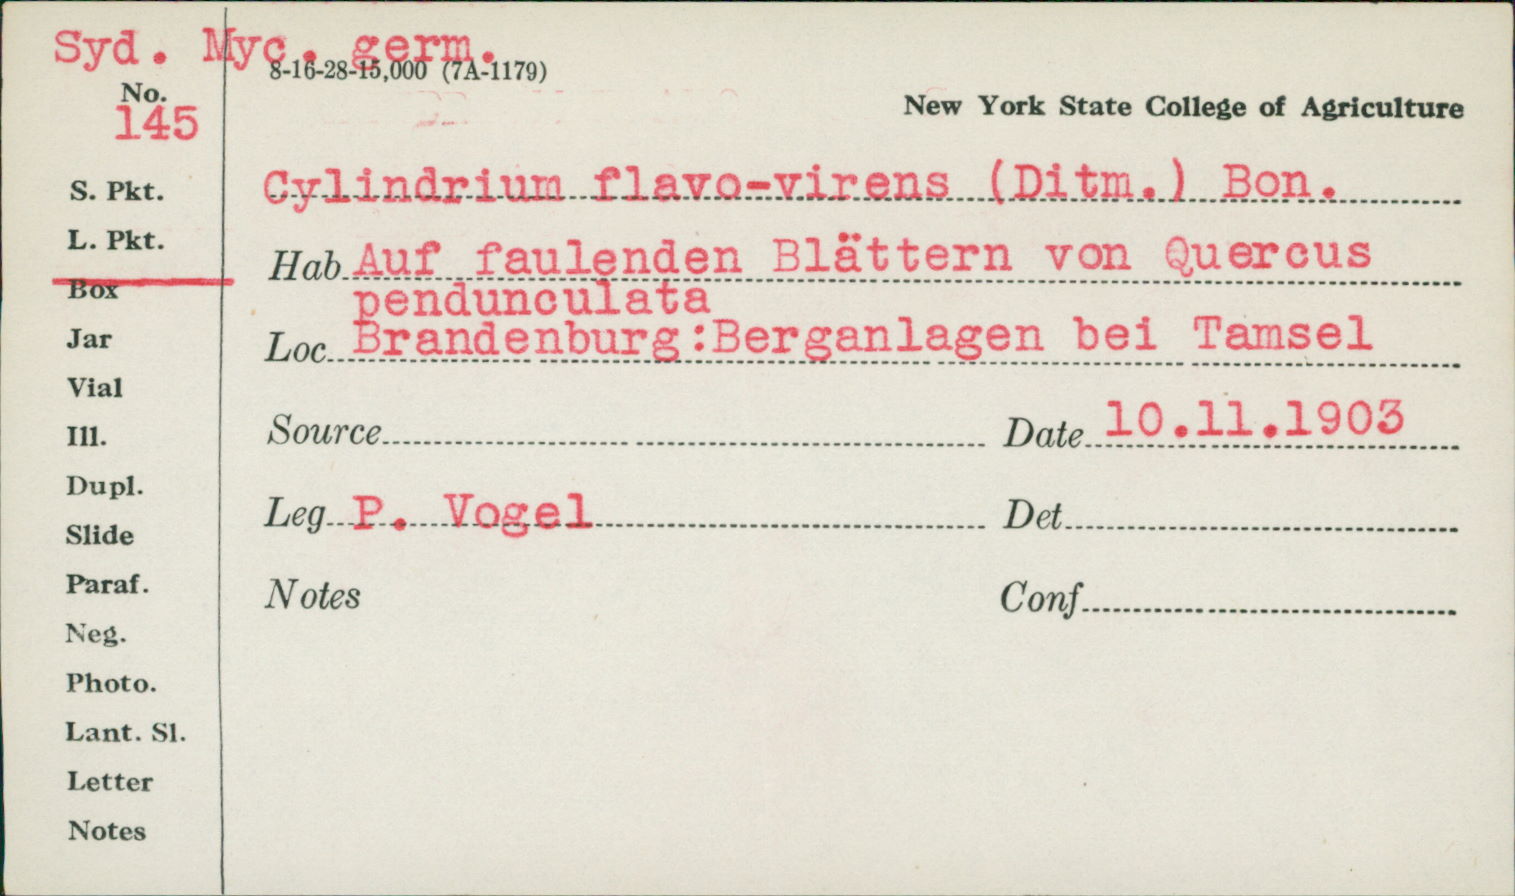 Syd. Myc. germ.
8-16-28-15,000 (7A-1179)
No.
145
New York State College of Agriculture
S. Pkt.
L. Pkt.
Box
Jar
Vial
Ill.
Dupl.
Slide
Paraf.
Neg.
Photo.
Lant. Sl.
Letter
Notes
Cylindrium flavo-virens (Ditm.) Bon.
Hab Auf faulenden Blättern von Quercus
pendunculata
Loc Brandenburg:Berganlagen bei Tamsel
Source Date 10.11.1903
Leg P. Vogel Det
Notes Conf